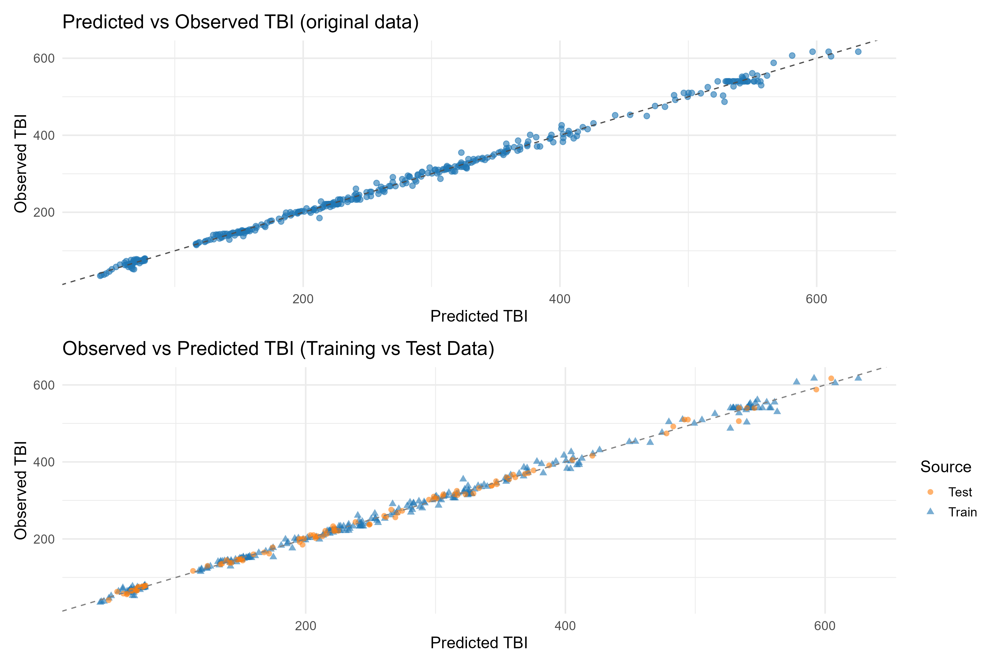 Predicted vs Observed TBI (original data)
600
400
200
Observed TBI
200
400
600
Predicted TBI
Observed vs Predicted TBI (Training vs Test Data)
600
400
200
Observed TBI
200
400
600
Predicted TBI
Source
Test
Train